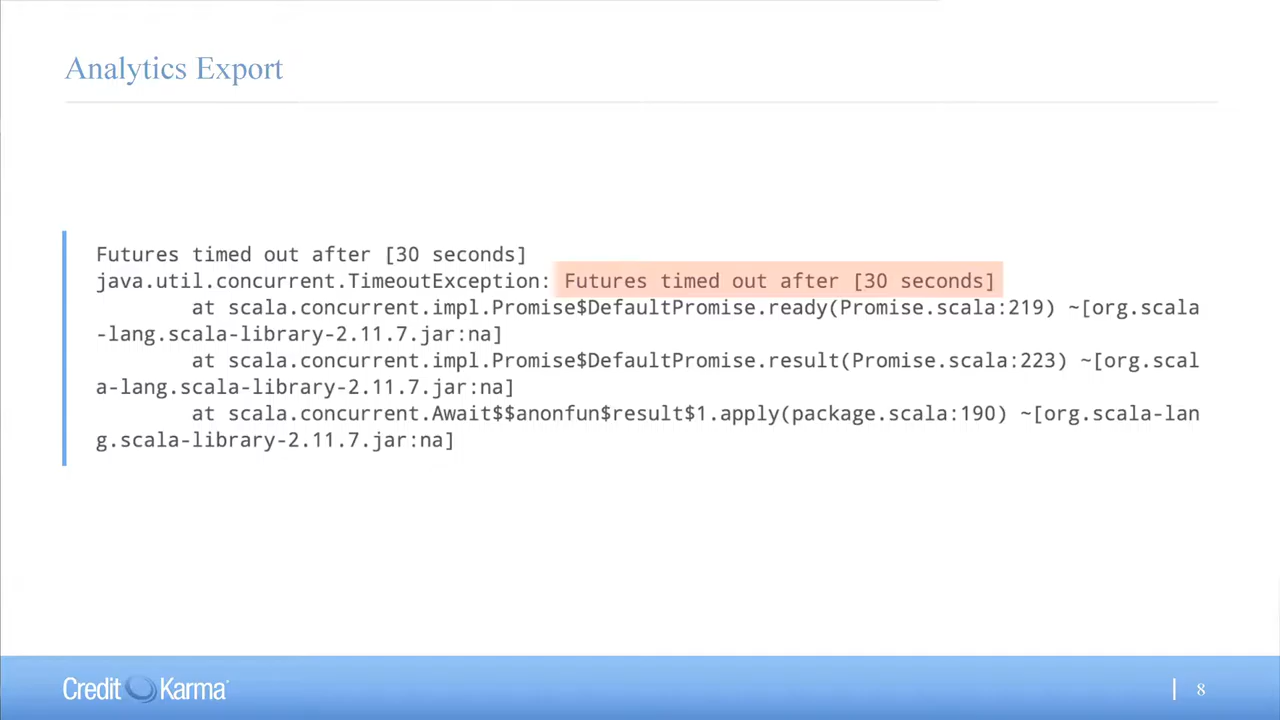 Analytics Export
Futures timed out after [30 seconds]
java.util.concurrent.TimeoutException: Futures timed out after [30 seconds]
        at scala.concurrent.impl.Promise$DefaultPromise.ready(Promise.scala:219) ~[org.scala
-lang.scala-library-2.11.7.jar:na]
        at scala.concurrent.impl.Promise$DefaultPromise.result(Promise.scala:223) ~[org.scal
a-lang.scala-library-2.11.7.jar:na]
        at scala.concurrent.Await$$anonfun$result$1.apply(package.scala:190) ~[org.scala-lan
g.scala-library-2.11.7.jar:na]
Credit Karma
| 8